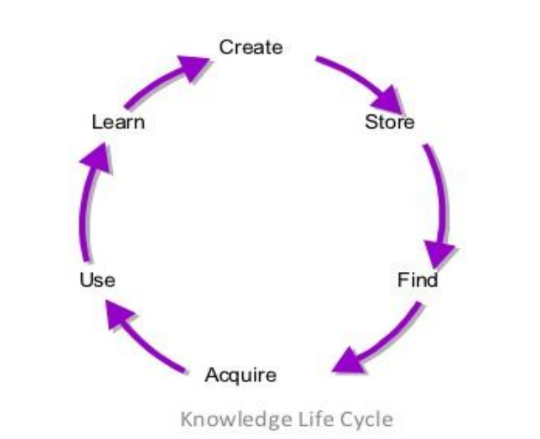 Create
Store
Find
Acquire
Use
Learn
Knowledge Life Cycle